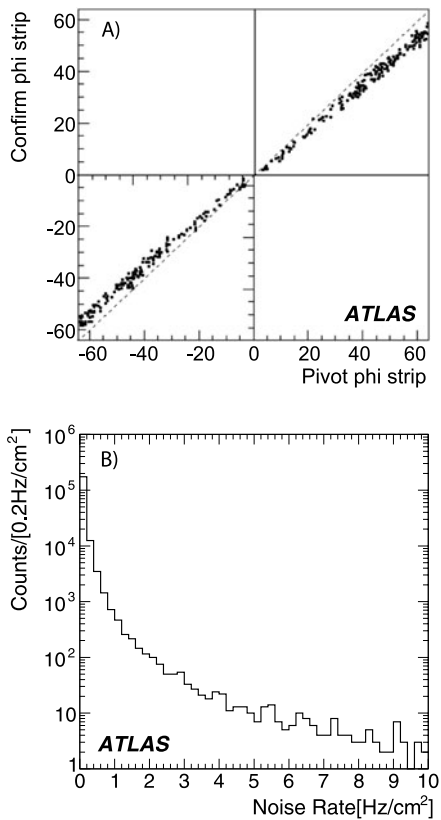 A)
Confirm phi strip
60
40
20
0
-20
-40
-60
ATLAS
-60 -40 -20 0 20 40 60
Pivot phi strip
B)
Counts/[0.2Hz/cm²]
10⁶
10⁵
10⁴
10³
10²
10
1
ATLAS
0 1 2 3 4 5 6 7 8 9 10
Noise Rate[Hz/cm²]